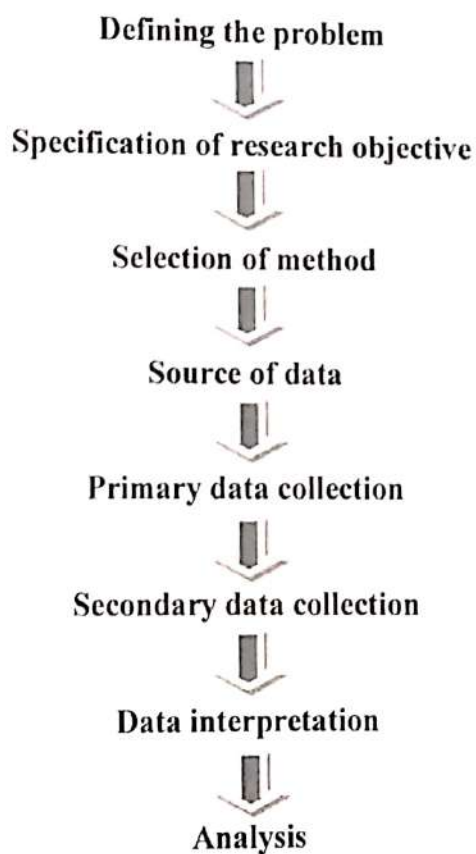 Defining the problem
Specification of research objective
Selection of method
Source of data
Primary data collection
Secondary data collection
Data interpretation
Analysis